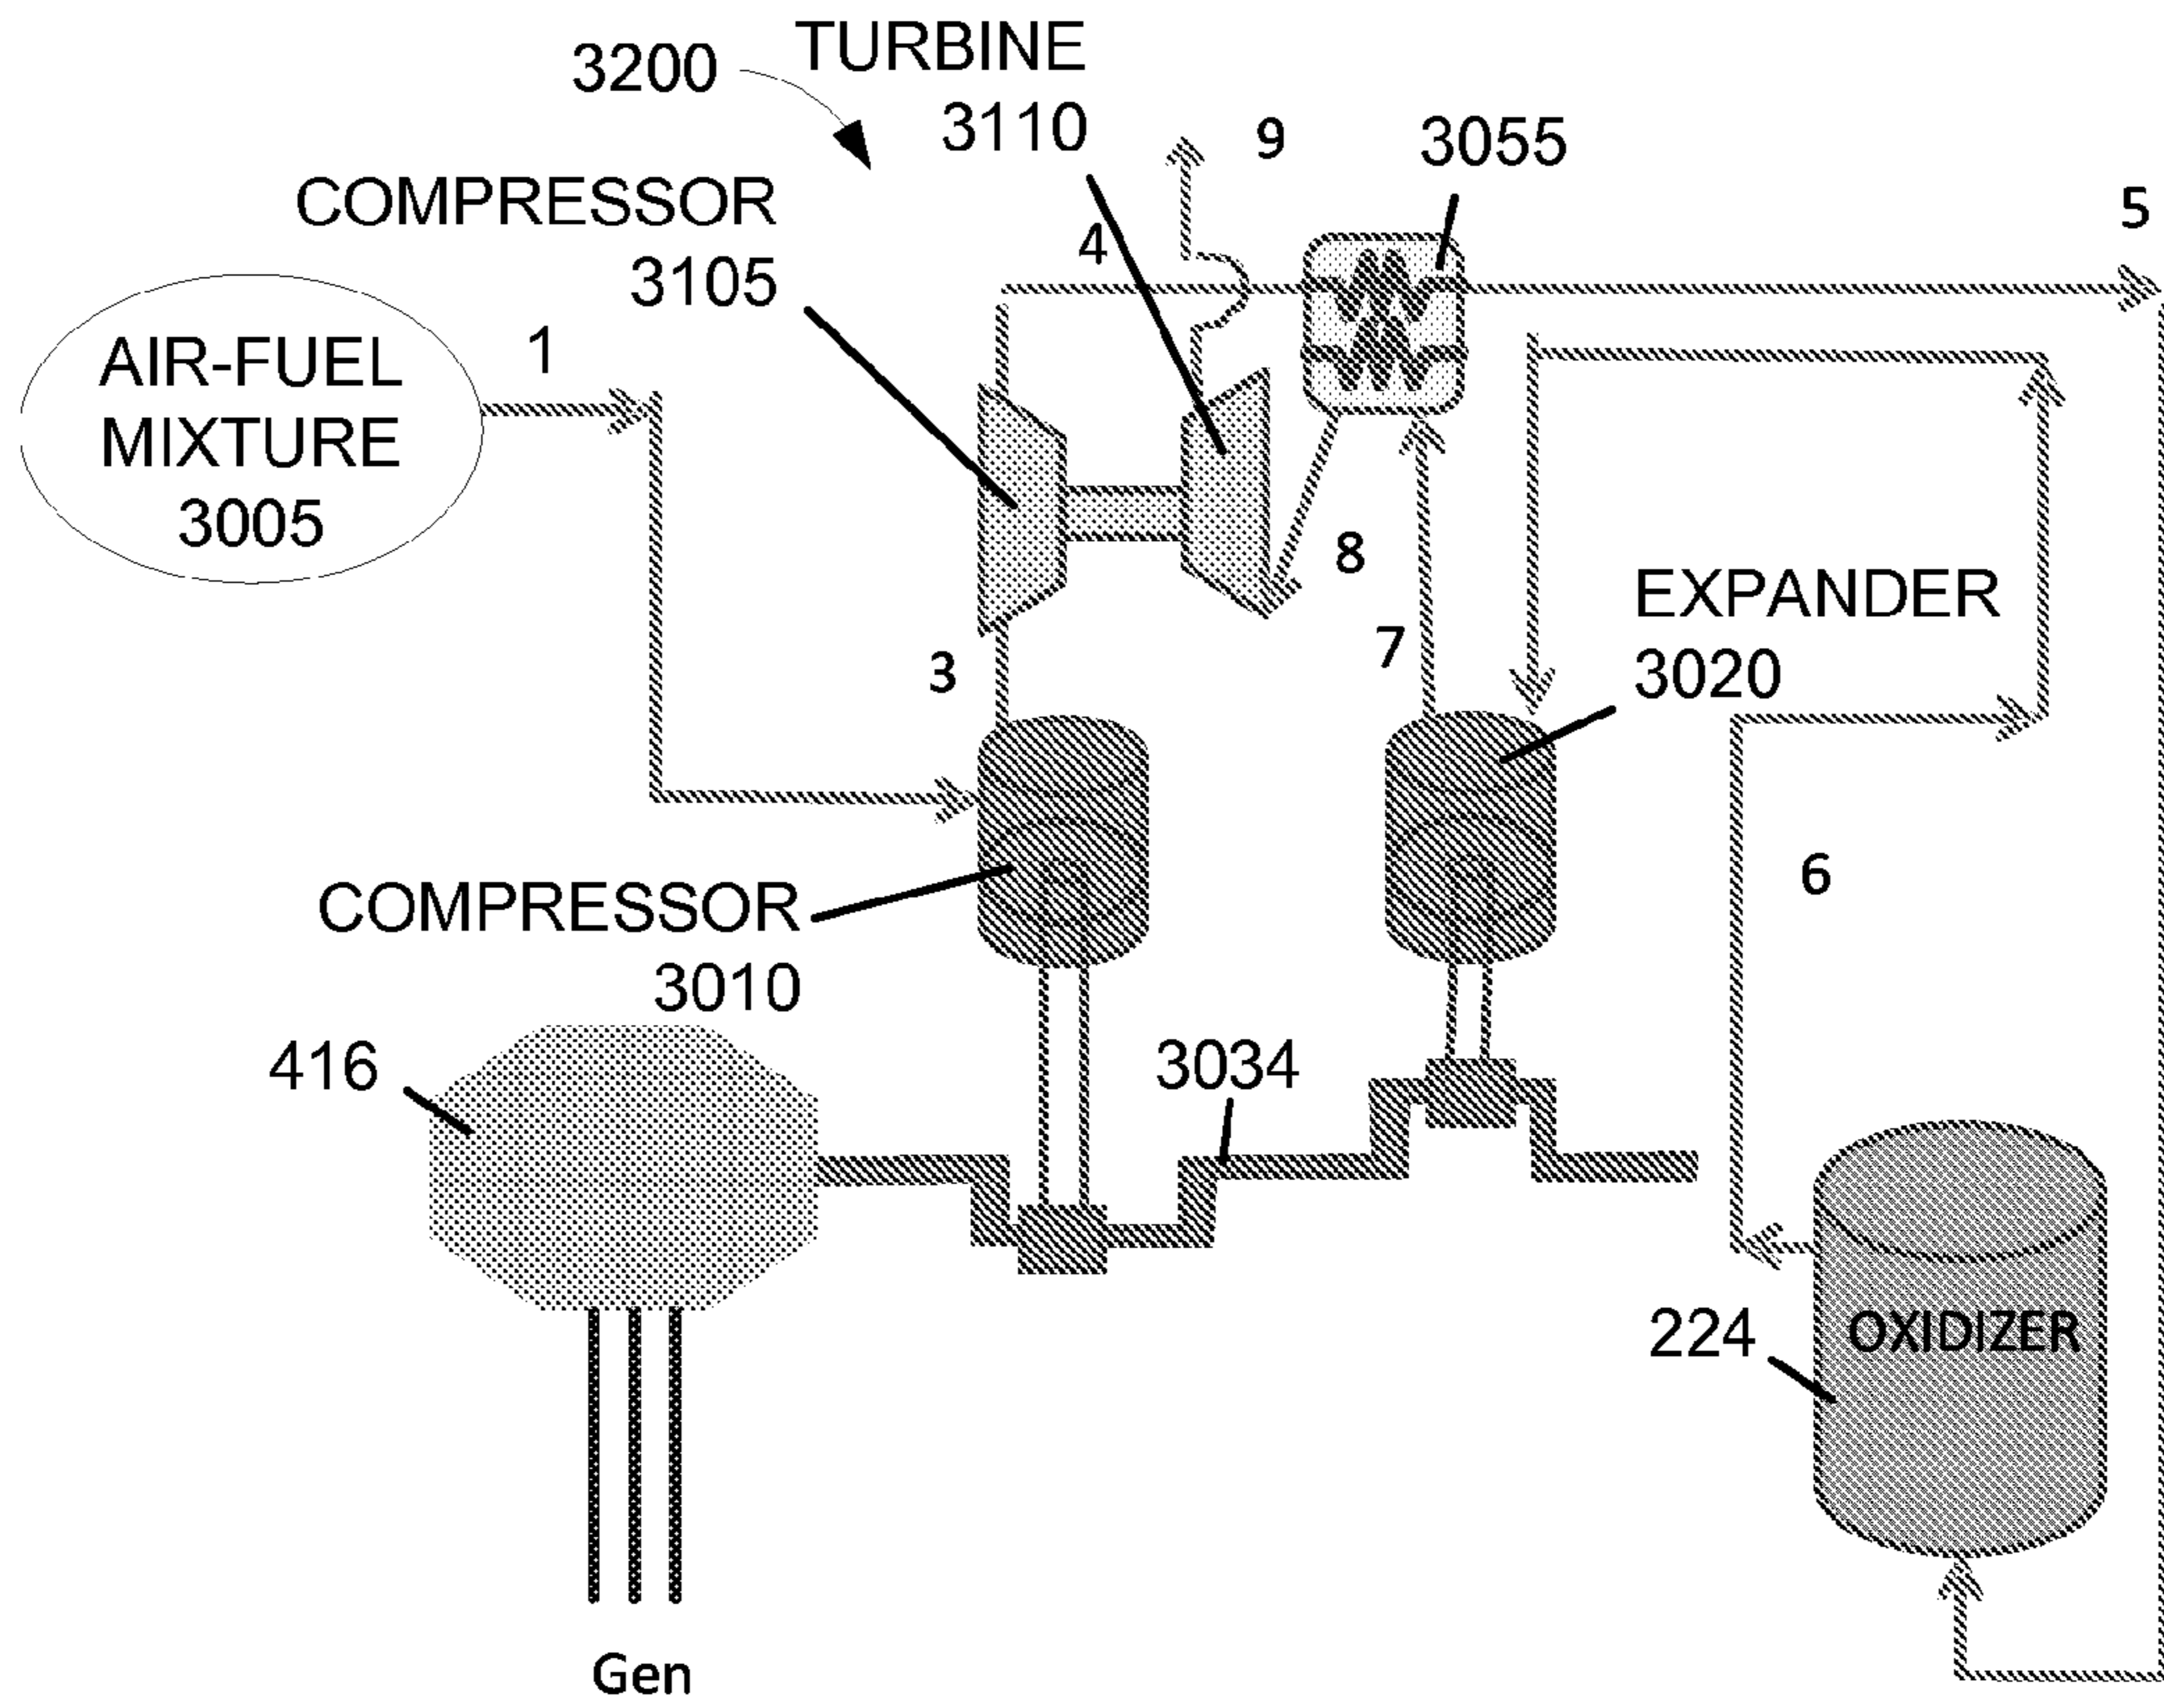 TURBINE
3110
3200
COMPRESSOR
3105
9
3055
5
4
AIR-FUEL
MIXTURE
3005
1
3
8
7
EXPANDER
3020
6
COMPRESSOR
3010
416
3034
224
OXIDIZER
Gen